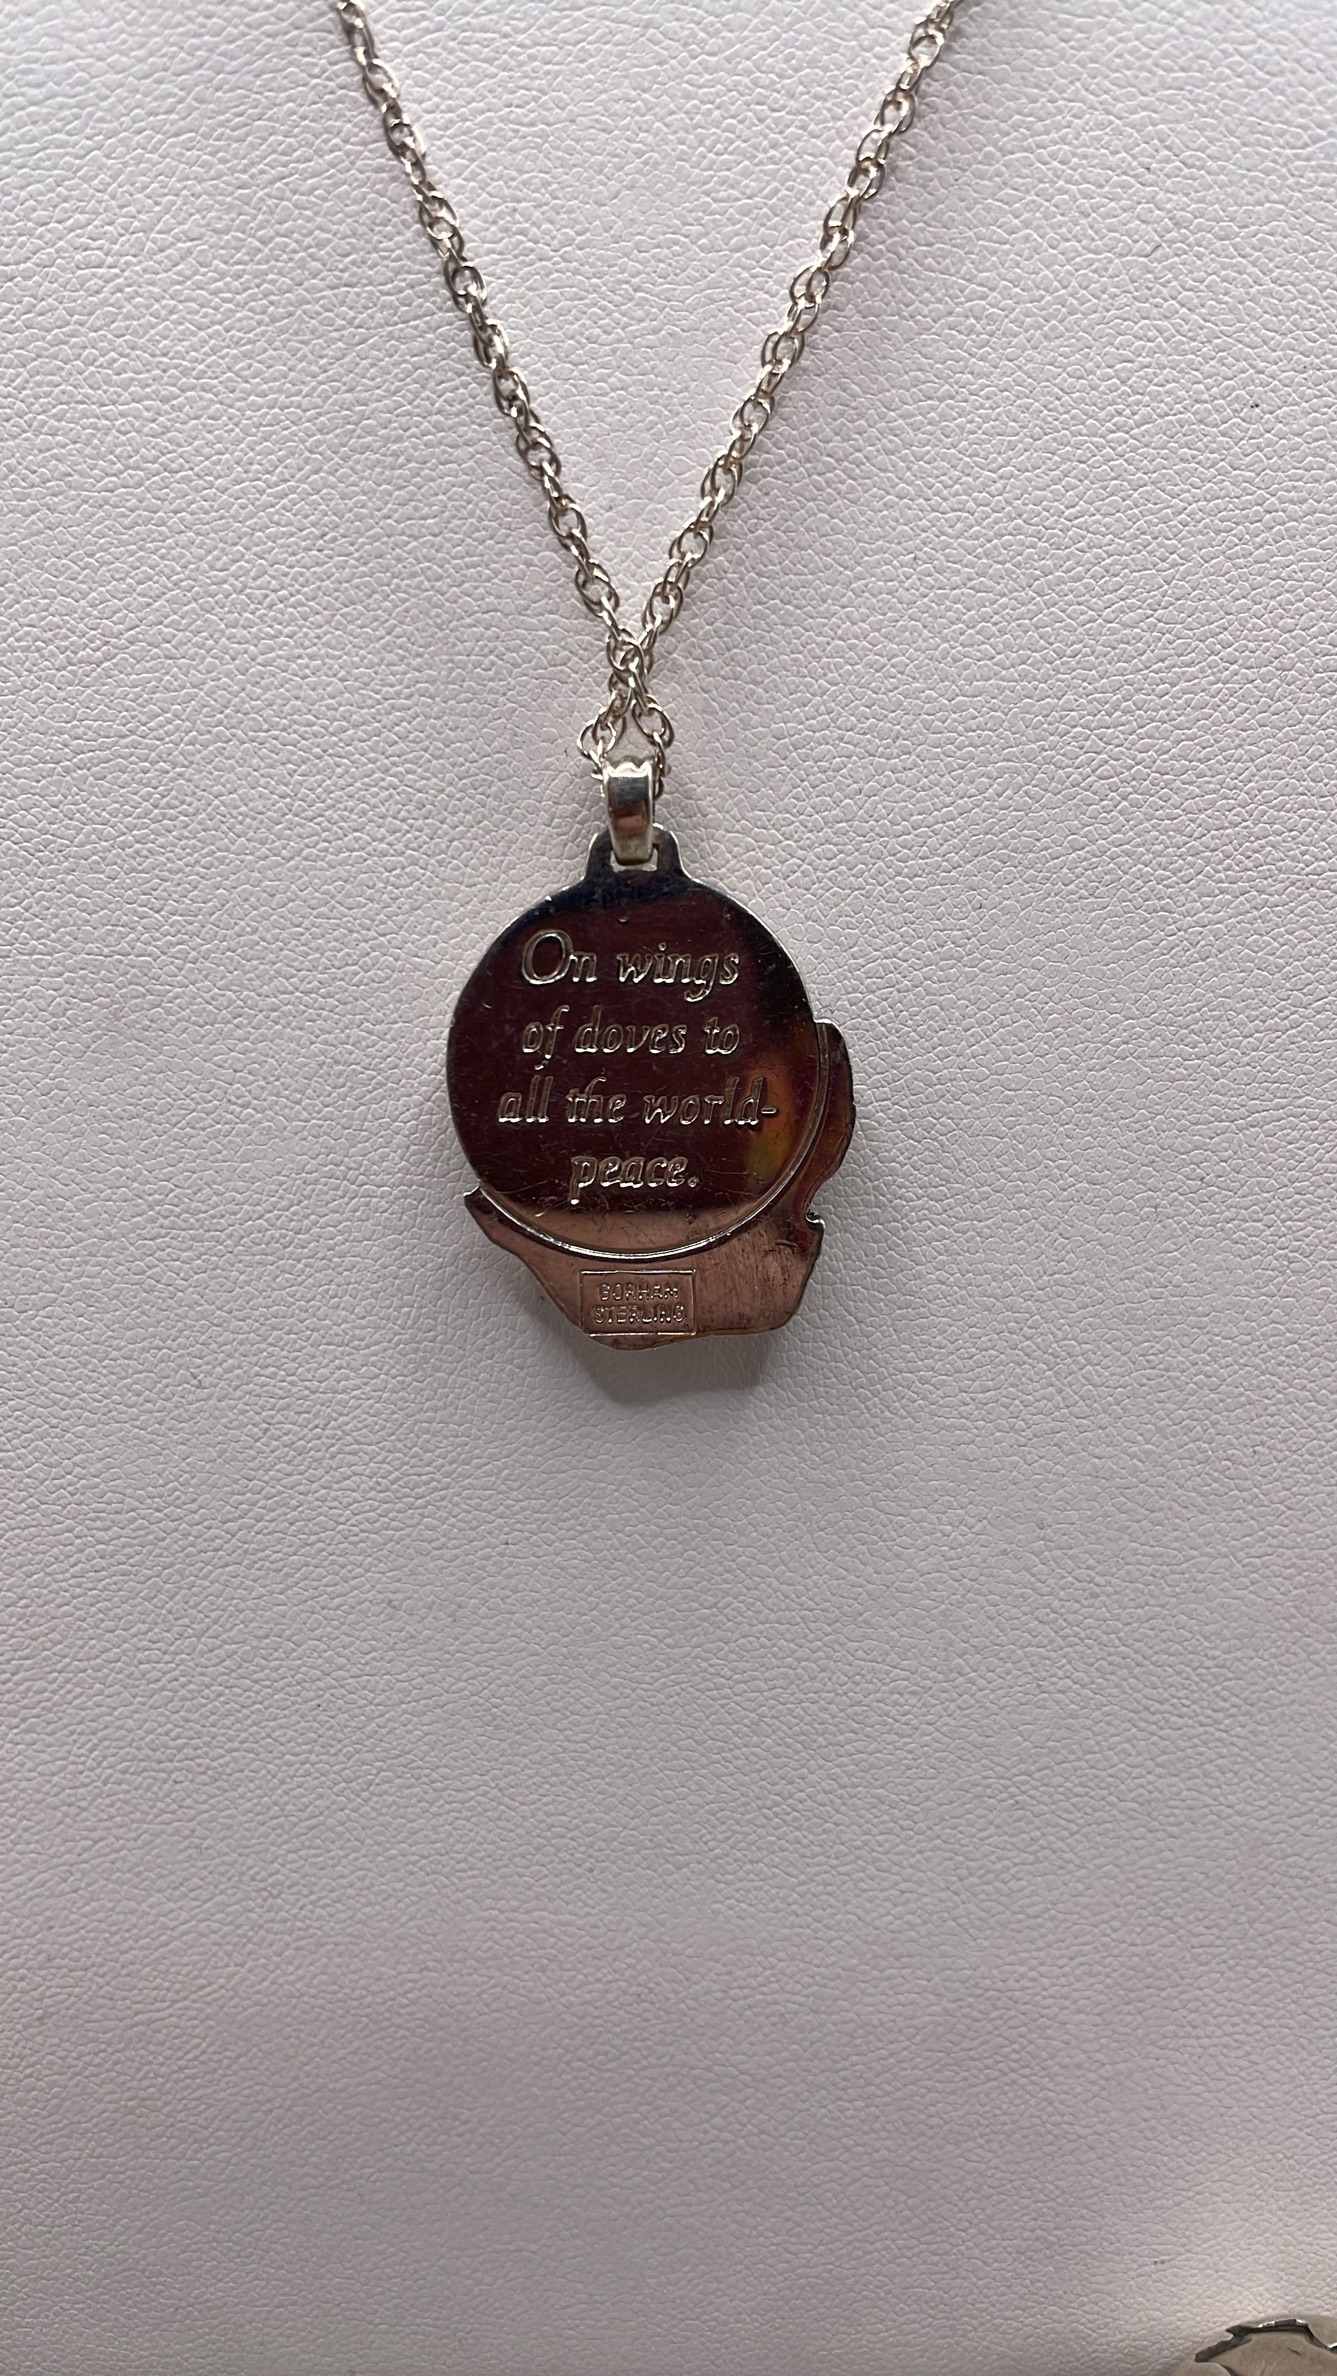 On wings
of doves to
all the world-
peace.
GORHAM
STERLING